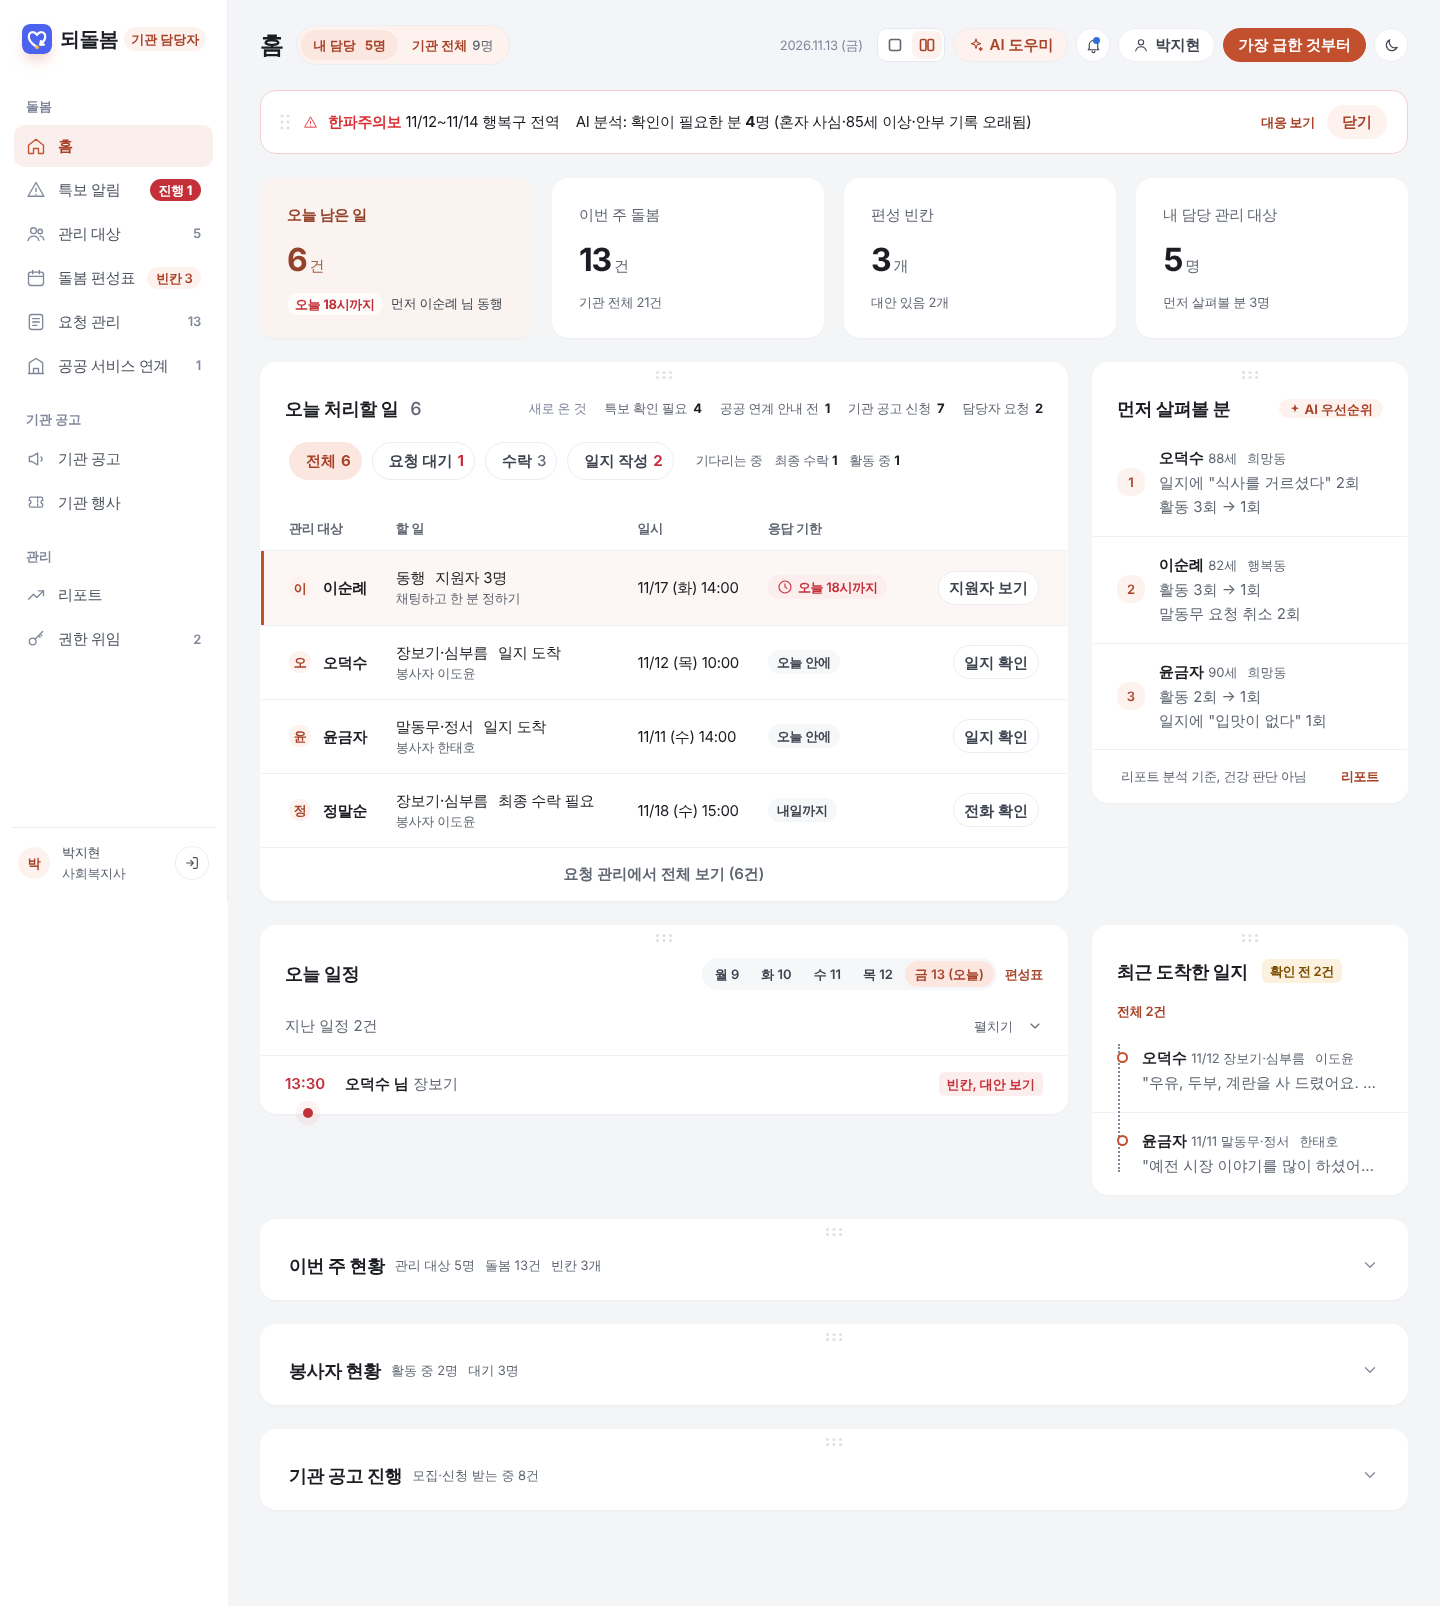 되돌봄 기관 담당자
돌봄
홈
특보 알림 진행 1
관리 대상 5
돌봄 편성표 빈칸 3
요청 관리 13
공공 서비스 연계 1
기관 공고
기관 공고
기관 행사
관리
리포트
권한 위임 2
박 박지현
사회복지사
홈 내 담당 5명 기관 전체 9명 2026.11.13 (금) AI 도우미 박지현 가장 급한 것부터
한파주의보 11/12~11/14 행복구 전역 AI 분석: 확인이 필요한 분 4명 (혼자 사심·85세 이상·안부 기록 오래됨) 대응 보기 닫기
오늘 남은 일
6건
오늘 18시까지 먼저 이순례 님 동행
이번 주 돌봄
13건
기관 전체 21건
편성 빈칸
3개
대안 있음 2개
내 담당 관리 대상
5명
먼저 살펴볼 분 3명
오늘 처리할 일 6 새로 온 것 특보 확인 필요 4 공공 연계 안내 전 1 기관 공고 신청 7 담당자 요청 2
전체 6 요청 대기 1 수락 3 일지 작성 2 기다리는 중 최종 수락 1 활동 중 1
관리 대상 할 일 일시 응답 기한
이 이순례 동행 지원자 3명 11/17 (화) 14:00 오늘 18시까지 지원자 보기
채팅하고 한 분 정하기
오 오덕수 장보기·심부름 일지 도착 11/12 (목) 10:00 오늘 안에 일지 확인
봉사자 이도윤
윤 윤금자 말동무·정서 일지 도착 11/11 (수) 14:00 오늘 안에 일지 확인
봉사자 한태호
정 정말순 장보기·심부름 최종 수락 필요 11/18 (수) 15:00 내일까지 전화 확인
봉사자 이도윤
요청 관리에서 전체 보기 (6건)
먼저 살펴볼 분 AI 우선순위
1 오덕수 88세 희망동
일지에 "식사를 거르셨다" 2회
활동 3회 → 1회
2 이순례 82세 행복동
활동 3회 → 1회
말동무 요청 취소 2회
3 윤금자 90세 희망동
활동 2회 → 1회
일지에 "입맛이 없다" 1회
리포트 분석 기준, 건강 판단 아님 리포트
오늘 일정 월 9 화 10 수 11 목 12 금 13 (오늘) 편성표
지난 일정 2건 펼치기
13:30 오덕수 님 장보기 빈칸, 대안 보기
최근 도착한 일지 확인 전 2건
전체 2건
오덕수 11/12 장보기·심부름 이도윤
"우유, 두부, 계란을 사 드렸어요. ...
윤금자 11/11 말동무·정서 한태호
"예전 시장 이야기를 많이 하셨어...
이번 주 현황 관리 대상 5명 돌봄 13건 빈칸 3개
봉사자 현황 활동 중 2명 대기 3명
기관 공고 진행 모집·신청 받는 중 8건